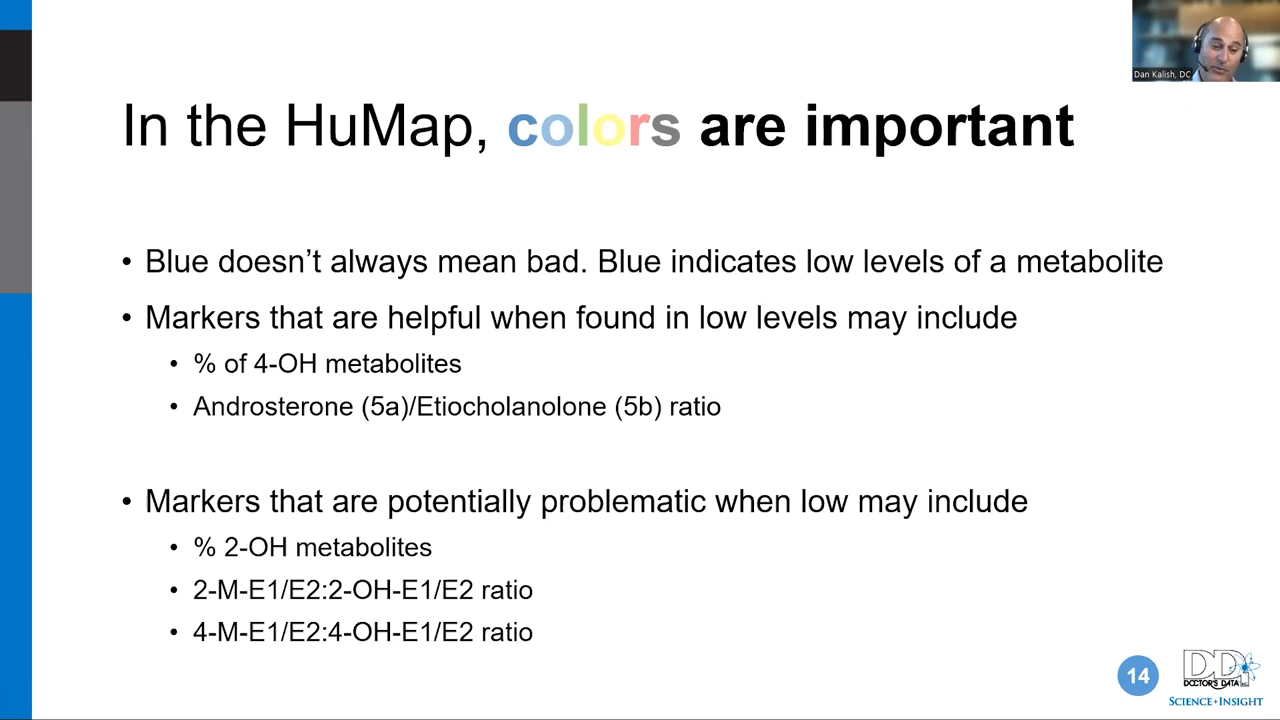 Dan Kalish, DC
In the HuMap, colors are important
• Blue doesn’t always mean bad. Blue indicates low levels of a metabolite
• Markers that are helpful when found in low levels may include
• % of 4-OH metabolites
• Androsterone (5a)/Etiocholanolone (5b) ratio
• Markers that are potentially problematic when low may include
• % 2-OH metabolites
• 2-M-E1/E2:2-OH-E1/E2 ratio
• 4-M-E1/E2:4-OH-E1/E2 ratio
14
DDI
DOCTOR'S DATA
SCIENCE + INSIGHT